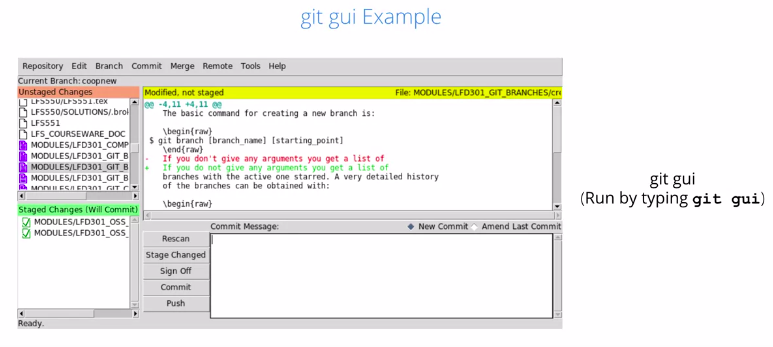 git gui Example
Repository Edit Branch Commit Merge Remote Tools Help
Current Branch: coopnew
Unstaged Changes
LFS550/LFS551.tex
LFS550/SOLUTIONS/.brok
LFS551
LFS_COURSEWARE_DOC
MODULES/LFD301_COMP
MODULES/LFD301_GIT_B
MODULES/LFD301_GIT_B
MODULES/LFD301_GIT_B
MODULES/LFD301_GIT_C
Staged Changes (Will Commit)
MODULES/LFD301_OSS_
MODULES/LFD301_OSS_
Modified, not staged File: MODULES/LFD301_GIT_BRANCHES/cre
@@ -4,11 +4,11 @@
The basic command for creating a new branch is:
\begin{raw}
$ git branch [branch_name] [starting_point]
\end{raw}
- If you don't give any arguments you get a list of
+ If you do not give any arguments you get a list of
branches with the active one starred. A very detailed history
of the branches can be obtained with:
\begin{raw}
Commit Message: New Commit Amend Last Commit
Rescan
Stage Changed
Sign Off
Commit
Push
Ready.
git gui
(Run by typing git gui)